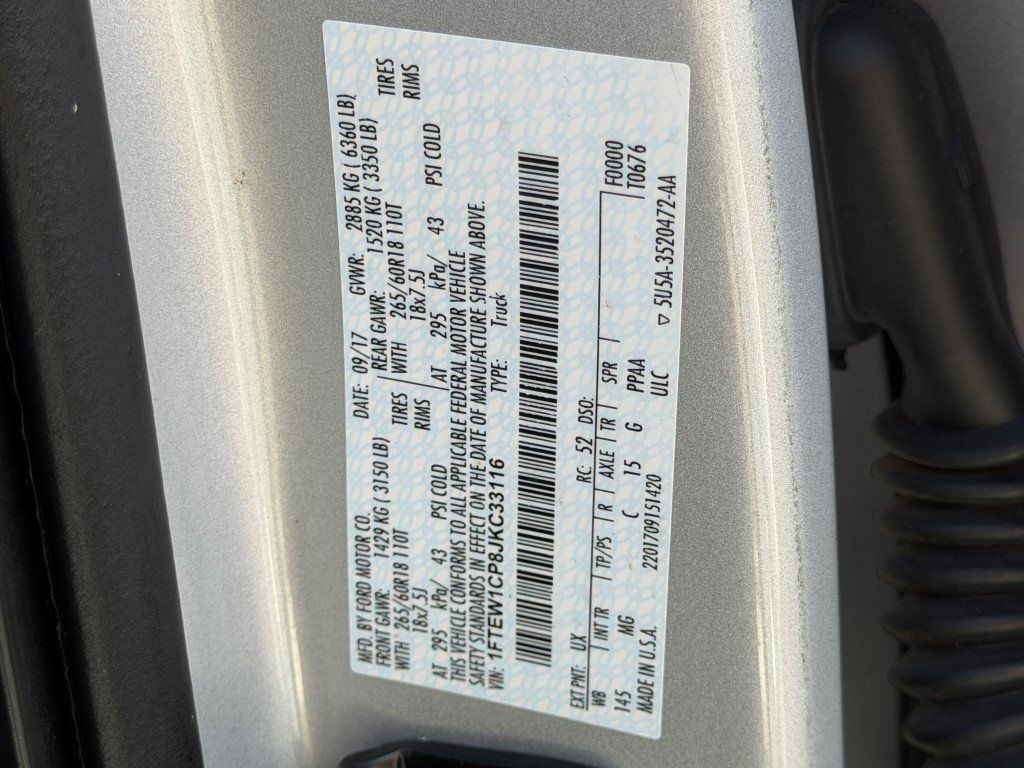 MFD. BY FORD MOTOR CO. DATE: 09/17 GVWR: 2885 KG ( 6360 LB)
FRONT GAWR: 1429 KG ( 3150 LB) REAR GAWR: 1520 KG ( 3350 LB)
WITH 265/60R18 110T TIRES WITH 265/60R18 110T TIRES
18x7.5J RIMS 18x7.5J RIMS
AT 295 kPa/ 43 PSI COLD AT 295 kPa/ 43 PSI COLD
THIS VEHICLE CONFORMS TO ALL APPLICABLE FEDERAL MOTOR VEHICLE
SAFETY STANDARDS IN EFFECT ON THE DATE OF MANUFACTURE SHOWN ABOVE.
VIN: 1FTEW1CP8JKC33116 TYPE: Truck
EXT PNT: UX RC: 52 DSO: F0000
WB | INT TR | TP/PS | R | AXLE | TR | SPR | T0676
145 MG C 15 G PPAA
MADE IN U.S.A. 2201709151420 ULC ▽ 5U5A-3520472-AA